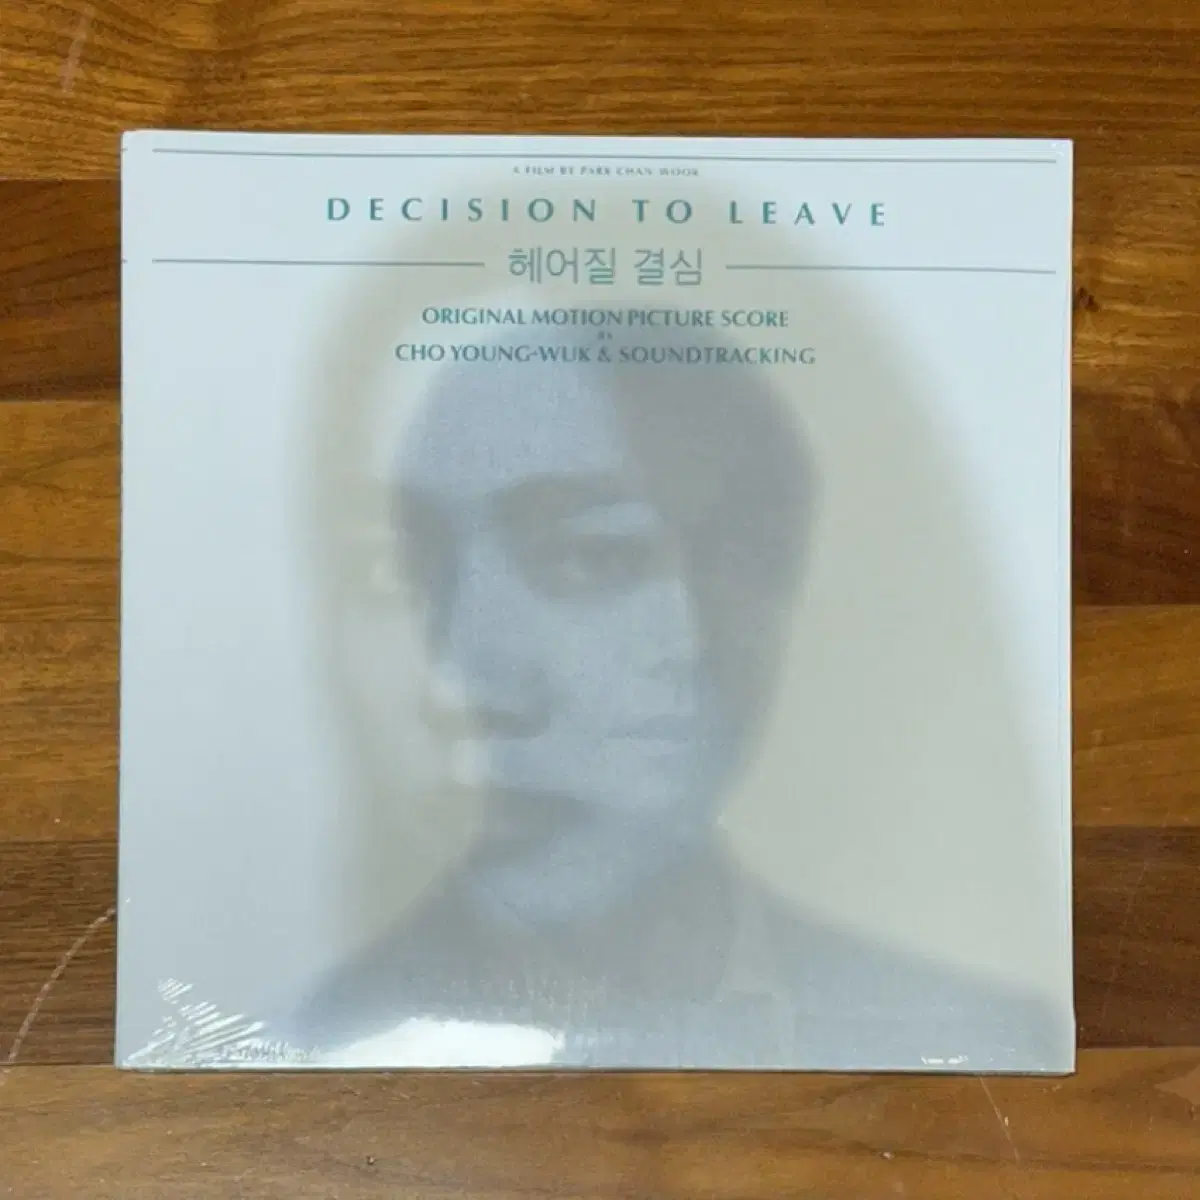 A FILM BY PARK CHAN-WOOK
DECISION TO LEAVE
헤어질 결심
ORIGINAL MOTION PICTURE SCORE
BY
CHO YOUNG-WUK & SOUNDTRACKING